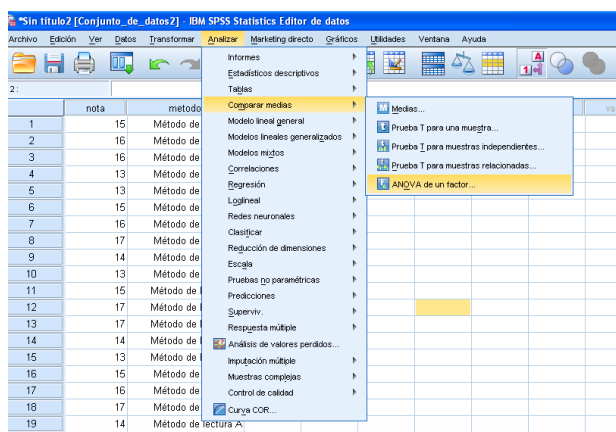 *Sin título2 [Conjunto_de_datos2] - IBM SPSS Statistics Editor de datos
Archivo Edición Ver Datos Transformar Analizar Marketing directo Gráficos Utilidades Ventana Ayuda
2 :
nota metodo va
Informes
Estadísticos descriptivos
Tablas
Comparar medias
Modelo lineal general
Modelos lineales generalizados
Modelos mixtos
Correlaciones
Regresión
Loglineal
Redes neuronales
Clasificar
Reducción de dimensiones
Escala
Pruebas no paramétricas
Predicciones
Superviv.
Respuesta múltiple
Análisis de valores perdidos...
Imputación múltiple
Muestras complejas
Control de calidad
Curva COR...
Medias...
Prueba T para una muestra...
Prueba T para muestras independientes...
Prueba T para muestras relacionadas...
ANOVA de un factor...
1 15 Método de
2 16 Método de
3 16 Método de
4 13 Método de
5 13 Método de
6 15 Método de
7 16 Método de
8 17 Método de
9 14 Método de
10 13 Método de
11 15 Método de l
12 17 Método de l
13 17 Método de l
14 14 Método de l
15 13 Método de l
16 15 Método de l
17 16 Método de l
18 17 Método de l
19 14 Método de lectura A